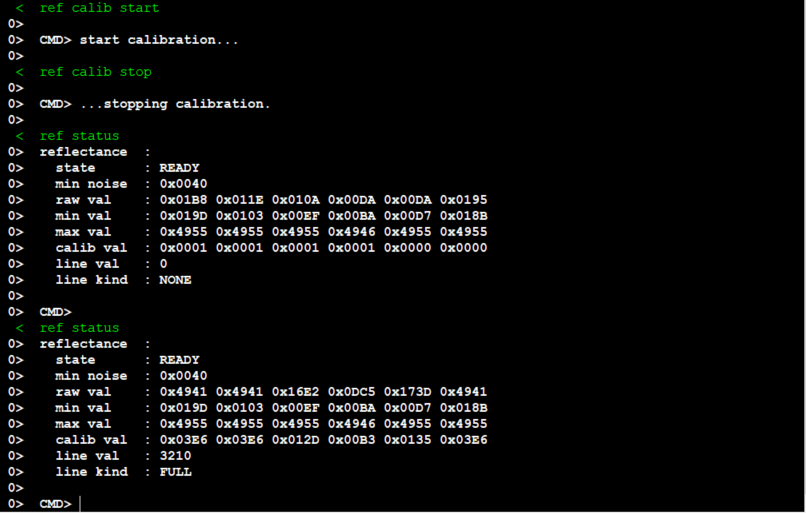 < ref calib start
0>
0> CMD> start calibration...
0>
< ref calib stop
0>
0> CMD> ...stopping calibration.
0>
< ref status
0> reflectance :
0> state : READY
0> min noise : 0x0040
0> raw val : 0x01B8 0x011E 0x010A 0x00DA 0x00DA 0x0195
0> min val : 0x019D 0x0103 0x00EF 0x00BA 0x00D7 0x018B
0> max val : 0x4955 0x4955 0x4955 0x4946 0x4955 0x4955
0> calib val : 0x0001 0x0001 0x0001 0x0001 0x0000 0x0000
0> line val : 0
0> line kind : NONE
0>
0> CMD>
< ref status
0> reflectance :
0> state : READY
0> min noise : 0x0040
0> raw val : 0x4941 0x4941 0x16E2 0x0DC5 0x173D 0x4941
0> min val : 0x019D 0x0103 0x00EF 0x00BA 0x00D7 0x018B
0> max val : 0x4955 0x4955 0x4955 0x4946 0x4955 0x4955
0> calib val : 0x03E6 0x03E6 0x012D 0x00B3 0x0135 0x03E6
0> line val : 3210
0> line kind : FULL
0>
0> CMD>